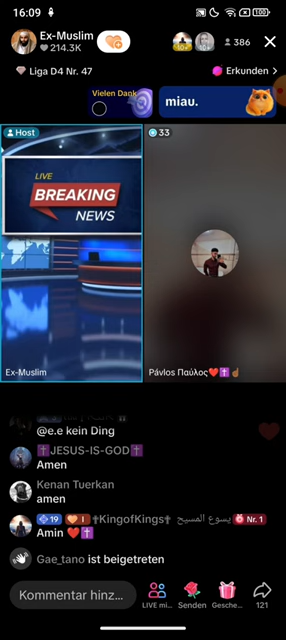 16:09
100
Ex-Muslim
214.3K
386
Liga D4 Nr. 47
Erkunden
Vielen Dank
miau.
Host
33
LIVE
BREAKING
NEWS
Ex-Muslim
Pávlos Παύλος❤️✝️☝🏾
@e.e kein Ding
✝️JESUS-IS-GOD✝️
Amen
Kenan Tuerkan
amen
19 I ✟KingofKings✟ يسوع المسيح Nr. 1
Amin ❤️✝️
Gae_tano ist beigetreten
Kommentar hinz...
LIVE mi... Senden Gesche... 121